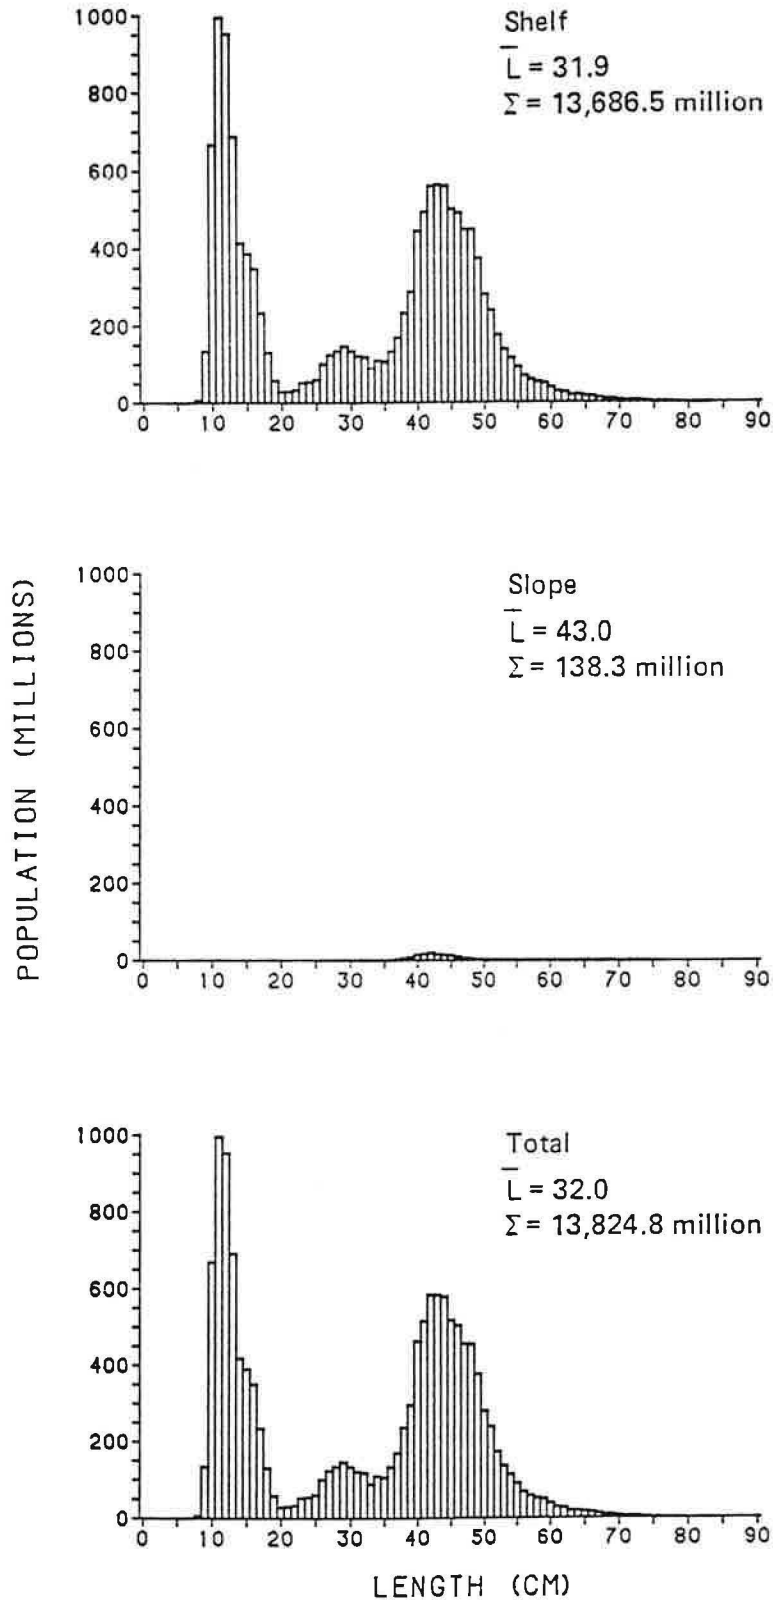 Shelf
L̅ = 31.9
Σ = 13,686.5 million
1000
800
600
400
200
0
0 10 20 30 40 50 60 70 80 90
Slope
L̅ = 43.0
Σ = 138.3 million
1000
800
600
400
200
0
0 10 20 30 40 50 60 70 80 90
POPULATION (MILLIONS)
Total
L̅ = 32.0
Σ = 13,824.8 million
1000
800
600
400
200
0
0 10 20 30 40 50 60 70 80 90
LENGTH (CM)